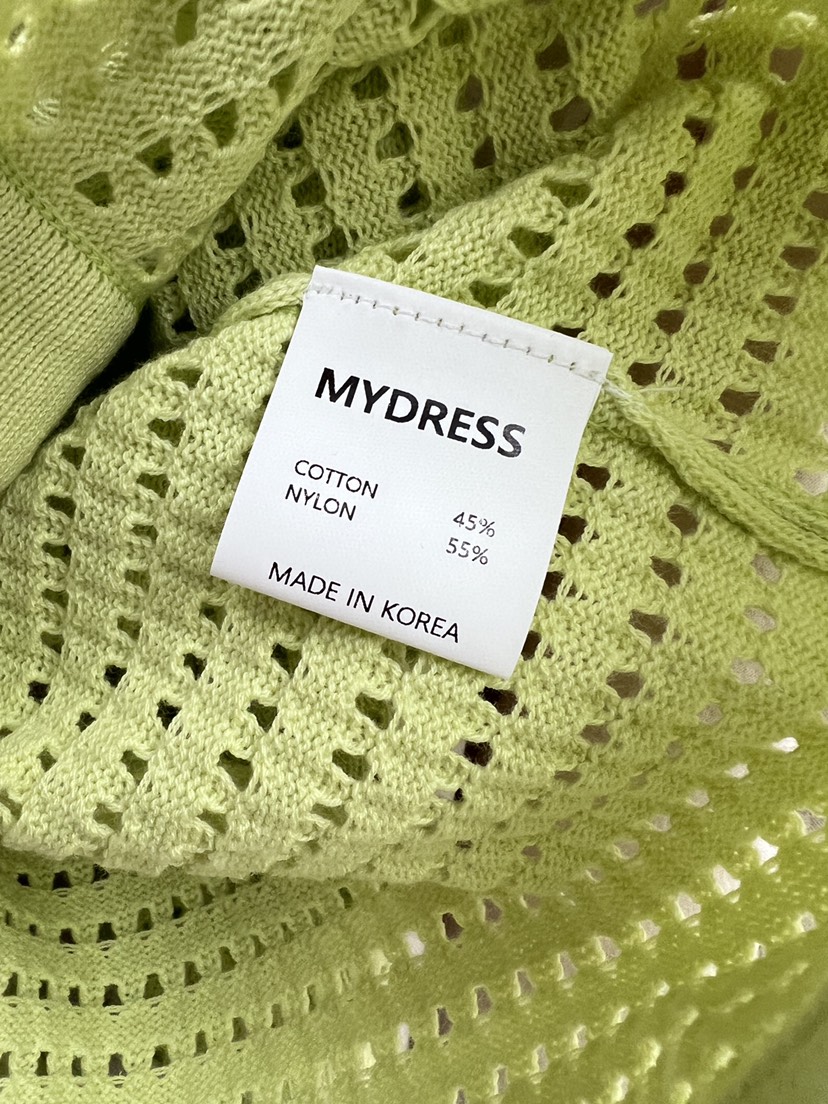 MYDRESS
COTTON 45%
NYLON 55%
MADE IN KOREA